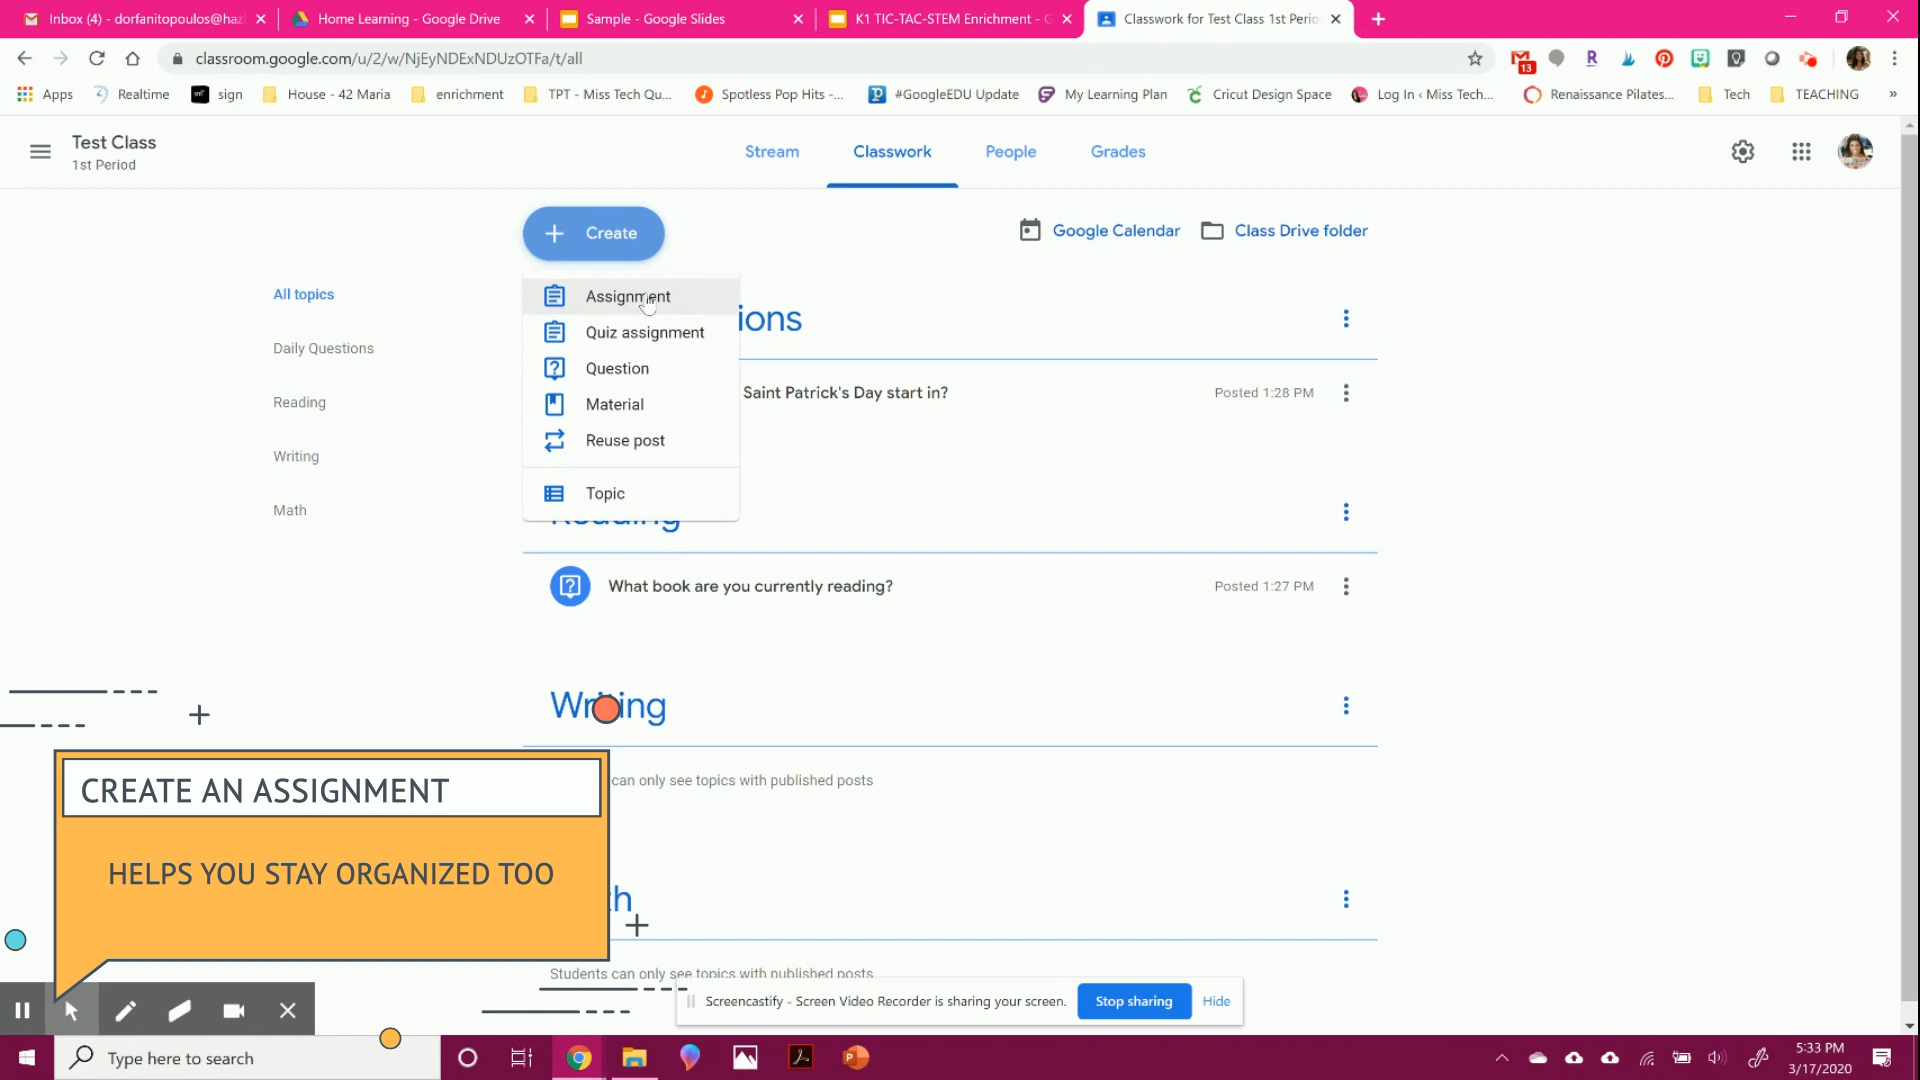 Inbox (4) - dorfanitopoulos@haz
Home Learning - Google Drive
Sample - Google Slides
K1 TIC-TAC-STEM Enrichment - G
Classwork for Test Class 1st Perio
classroom.google.com/u/2/w/NjEyNDExNDUzOTFa/t/all
13
Apps
Realtime
sign
House - 42 Maria
enrichment
TPT - Miss Tech Qu...
Spotless Pop Hits -...
#GoogleEDU Update
My Learning Plan
Cricut Design Space
Log In ‹ Miss Tech...
Renaissance Pilates...
Tech
TEACHING
»
Test Class
1st Period
Stream
Classwork
People
Grades
Create
Google Calendar
Class Drive folder
All topics
Daily Questions
Reading
Writing
Math
Assignment
Quiz assignment
Question
Material
Reuse post
Topic
ions
Saint Patrick's Day start in?
Posted 1:28 PM
Reading
What book are you currently reading?
Posted 1:27 PM
Writing
can only see topics with published posts
CREATE AN ASSIGNMENT
HELPS YOU STAY ORGANIZED TOO
th
Students can only see topics with published posts
Screencastify - Screen Video Recorder is sharing your screen.
Stop sharing
Hide
Type here to search
5:33 PM
3/17/2020